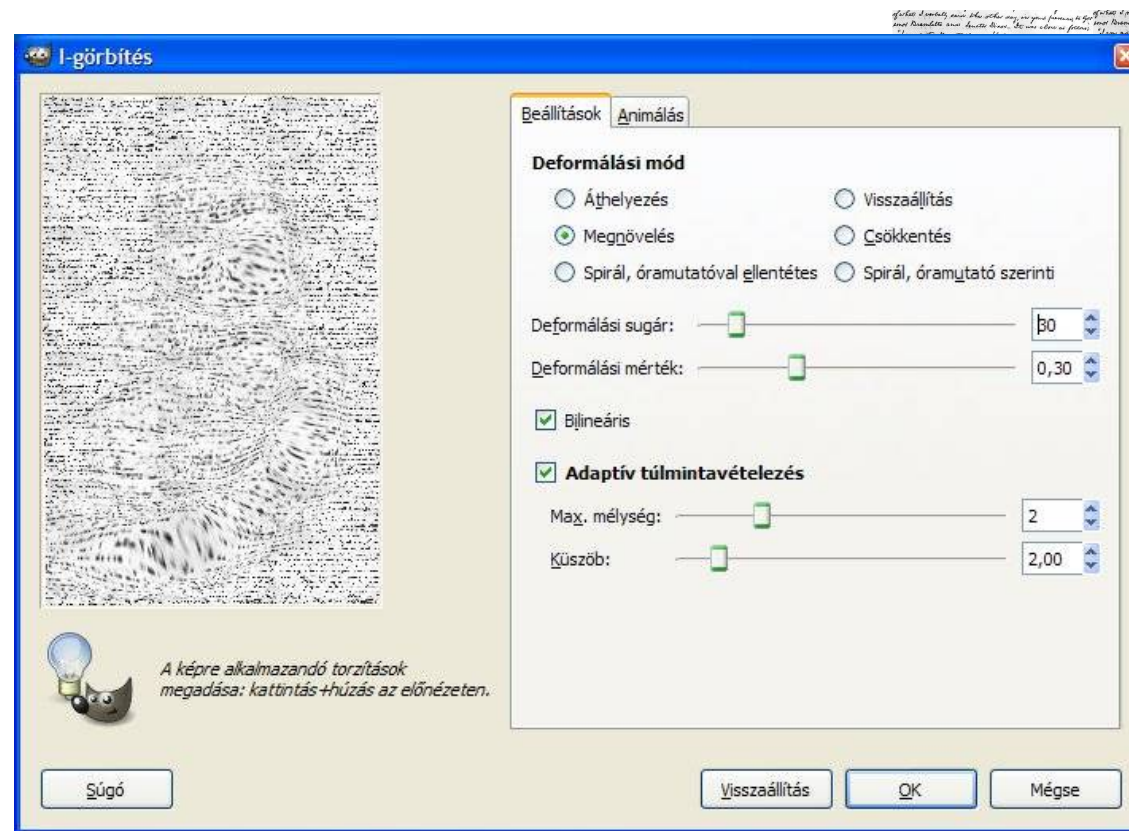 I-görbítés
Beállítások Animálás
Deformálási mód
Áthelyezés Visszaállítás
Megnövelés Csökkentés
Spirál, óramutatóval ellentétes Spirál, óramutató szerinti
Deformálási sugár: 30
Deformálási mérték: 0,30
Bilineáris
Adaptív túlmintavételezés
Max. mélység: 2
Küszöb: 2,00
A képre alkalmazandó torzítások
megadása: kattintás+húzás az előnézeten.
Súgó Visszaállítás OK Mégse